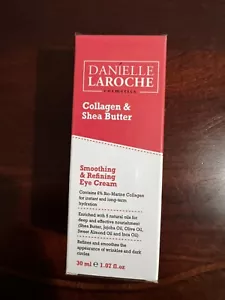 DANIELLE
LAROCHE
COSMETICS
Collagen &
Shea Butter
Smoothing
& Refining
Eye Cream
Contains 8% Bio-Marine Collagen
for instant and long-term
hydration
Enriched with 5 natural oils for
deep and effective nourishment
(Shea Butter, Jojoba Oil, Olive Oil,
Sweet Almond Oil and Inca Oil)
Refines and smoothes the
appearance of wrinkles and dark
circles
30 ml ℮ 1.07 fl.oz